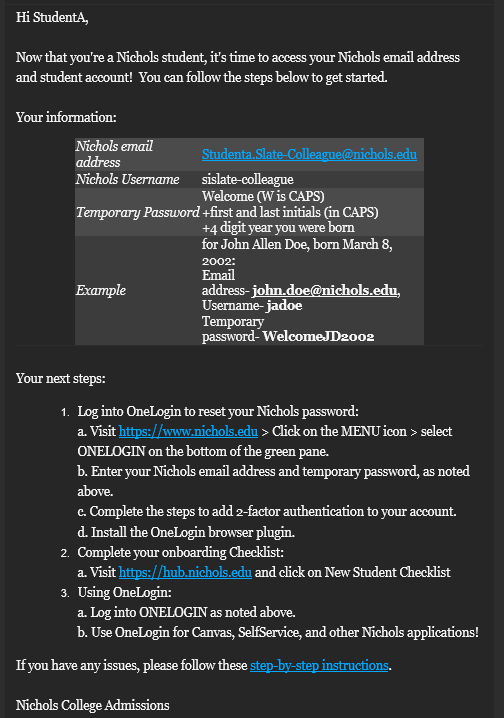 Hi StudentA,
Now that you're a Nichols student, it's time to access your Nichols email address
and student account!  You can follow the steps below to get started.
Your information:
Nichols email
address
Studenta.Slate-Colleague@nichols.edu
Nichols Username
sislate-colleague
Temporary Password
Welcome (W is CAPS)
+first and last initials (in CAPS)
+4 digit year you were born
Example
for John Allen Doe, born March 8,
2002:
Email
address- john.doe@nichols.edu,
Username- jadoe
Temporary
password- WelcomeJD2002
Your next steps:
1. Log into OneLogin to reset your Nichols password:
a. Visit https://www.nichols.edu > Click on the MENU icon > select
ONELOGIN on the bottom of the green pane.
b. Enter your Nichols email address and temporary password, as noted
above.
c. Complete the steps to add 2-factor authentication to your account.
d. Install the OneLogin browser plugin.
2. Complete your onboarding Checklist:
a. Visit https://hub.nichols.edu and click on New Student Checklist
3. Using OneLogin:
a. Log into ONELOGIN as noted above.
b. Use OneLogin for Canvas, SelfService, and other Nichols applications!
If you have any issues, please follow these step-by-step instructions.
Nichols College Admissions